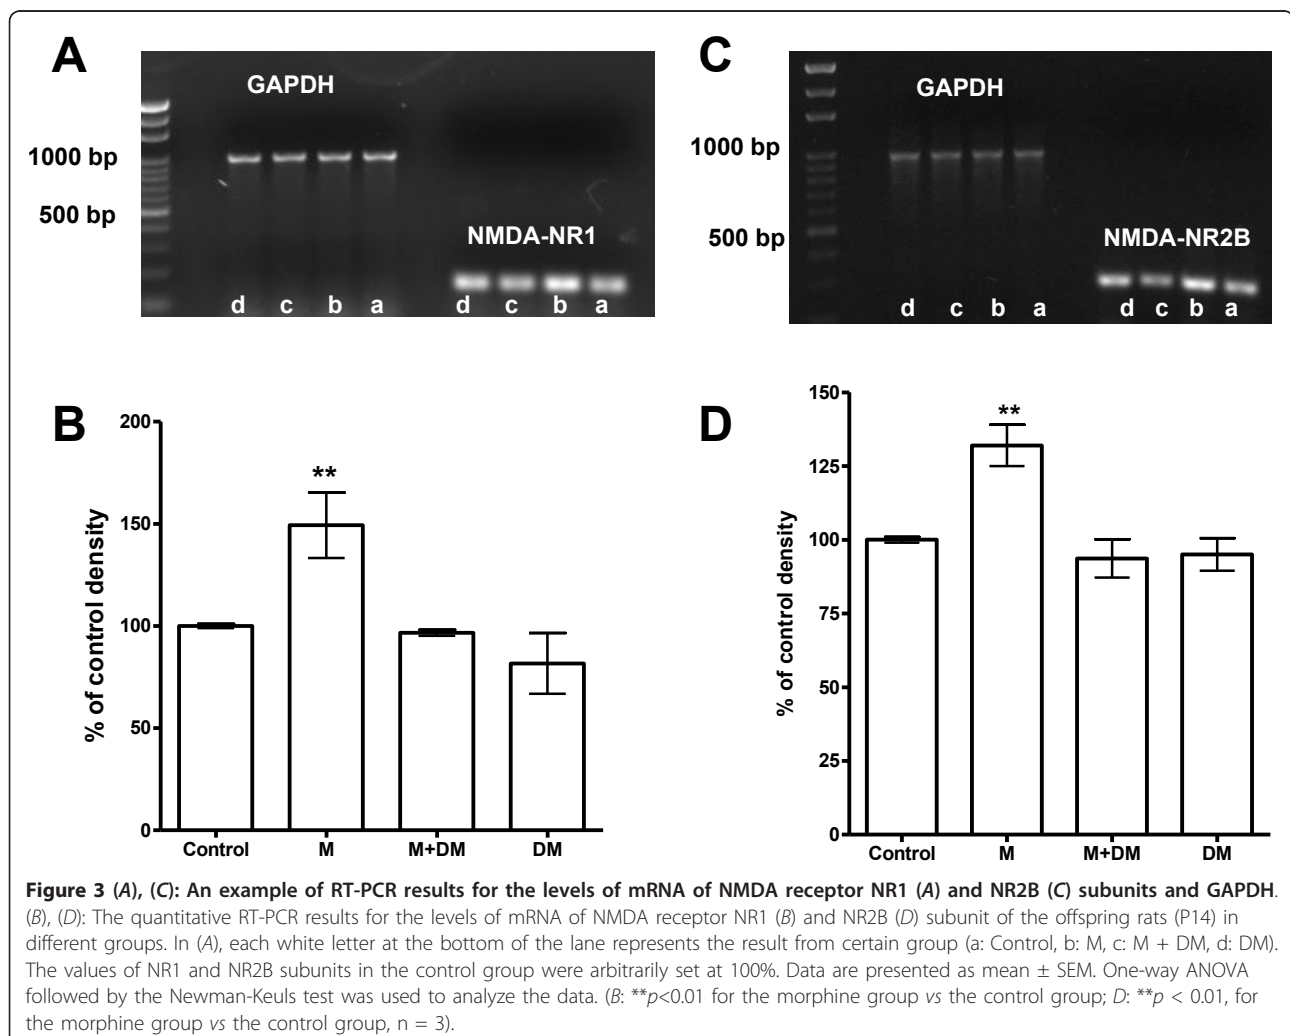 A
GAPDH
1000 bp
500 bp
NMDA-NR1
d c b a d c b a
C
GAPDH
1000 bp
500 bp
NMDA-NR2B
d c b a d c b a
B
% of control density
200
150
100
50
0
**
Control M M+DM DM
D
% of control density
150
125
100
75
50
25
0
**
Control M M+DM DM
Figure 3 (A), (C): An example of RT-PCR results for the levels of mRNA of NMDA receptor NR1 (A) and NR2B (C) subunits and GAPDH.
(B), (D): The quantitative RT-PCR results for the levels of mRNA of NMDA receptor NR1 (B) and NR2B (D) subunit of the offspring rats (P14) in
different groups. In (A), each white letter at the bottom of the lane represents the result from certain group (a: Control, b: M, c: M + DM, d: DM).
The values of NR1 and NR2B subunits in the control group were arbitrarily set at 100%. Data are presented as mean ± SEM. One-way ANOVA
followed by the Newman-Keuls test was used to analyze the data. (B: **p<0.01 for the morphine group vs the control group; D: **p < 0.01, for
the morphine group vs the control group, n = 3).